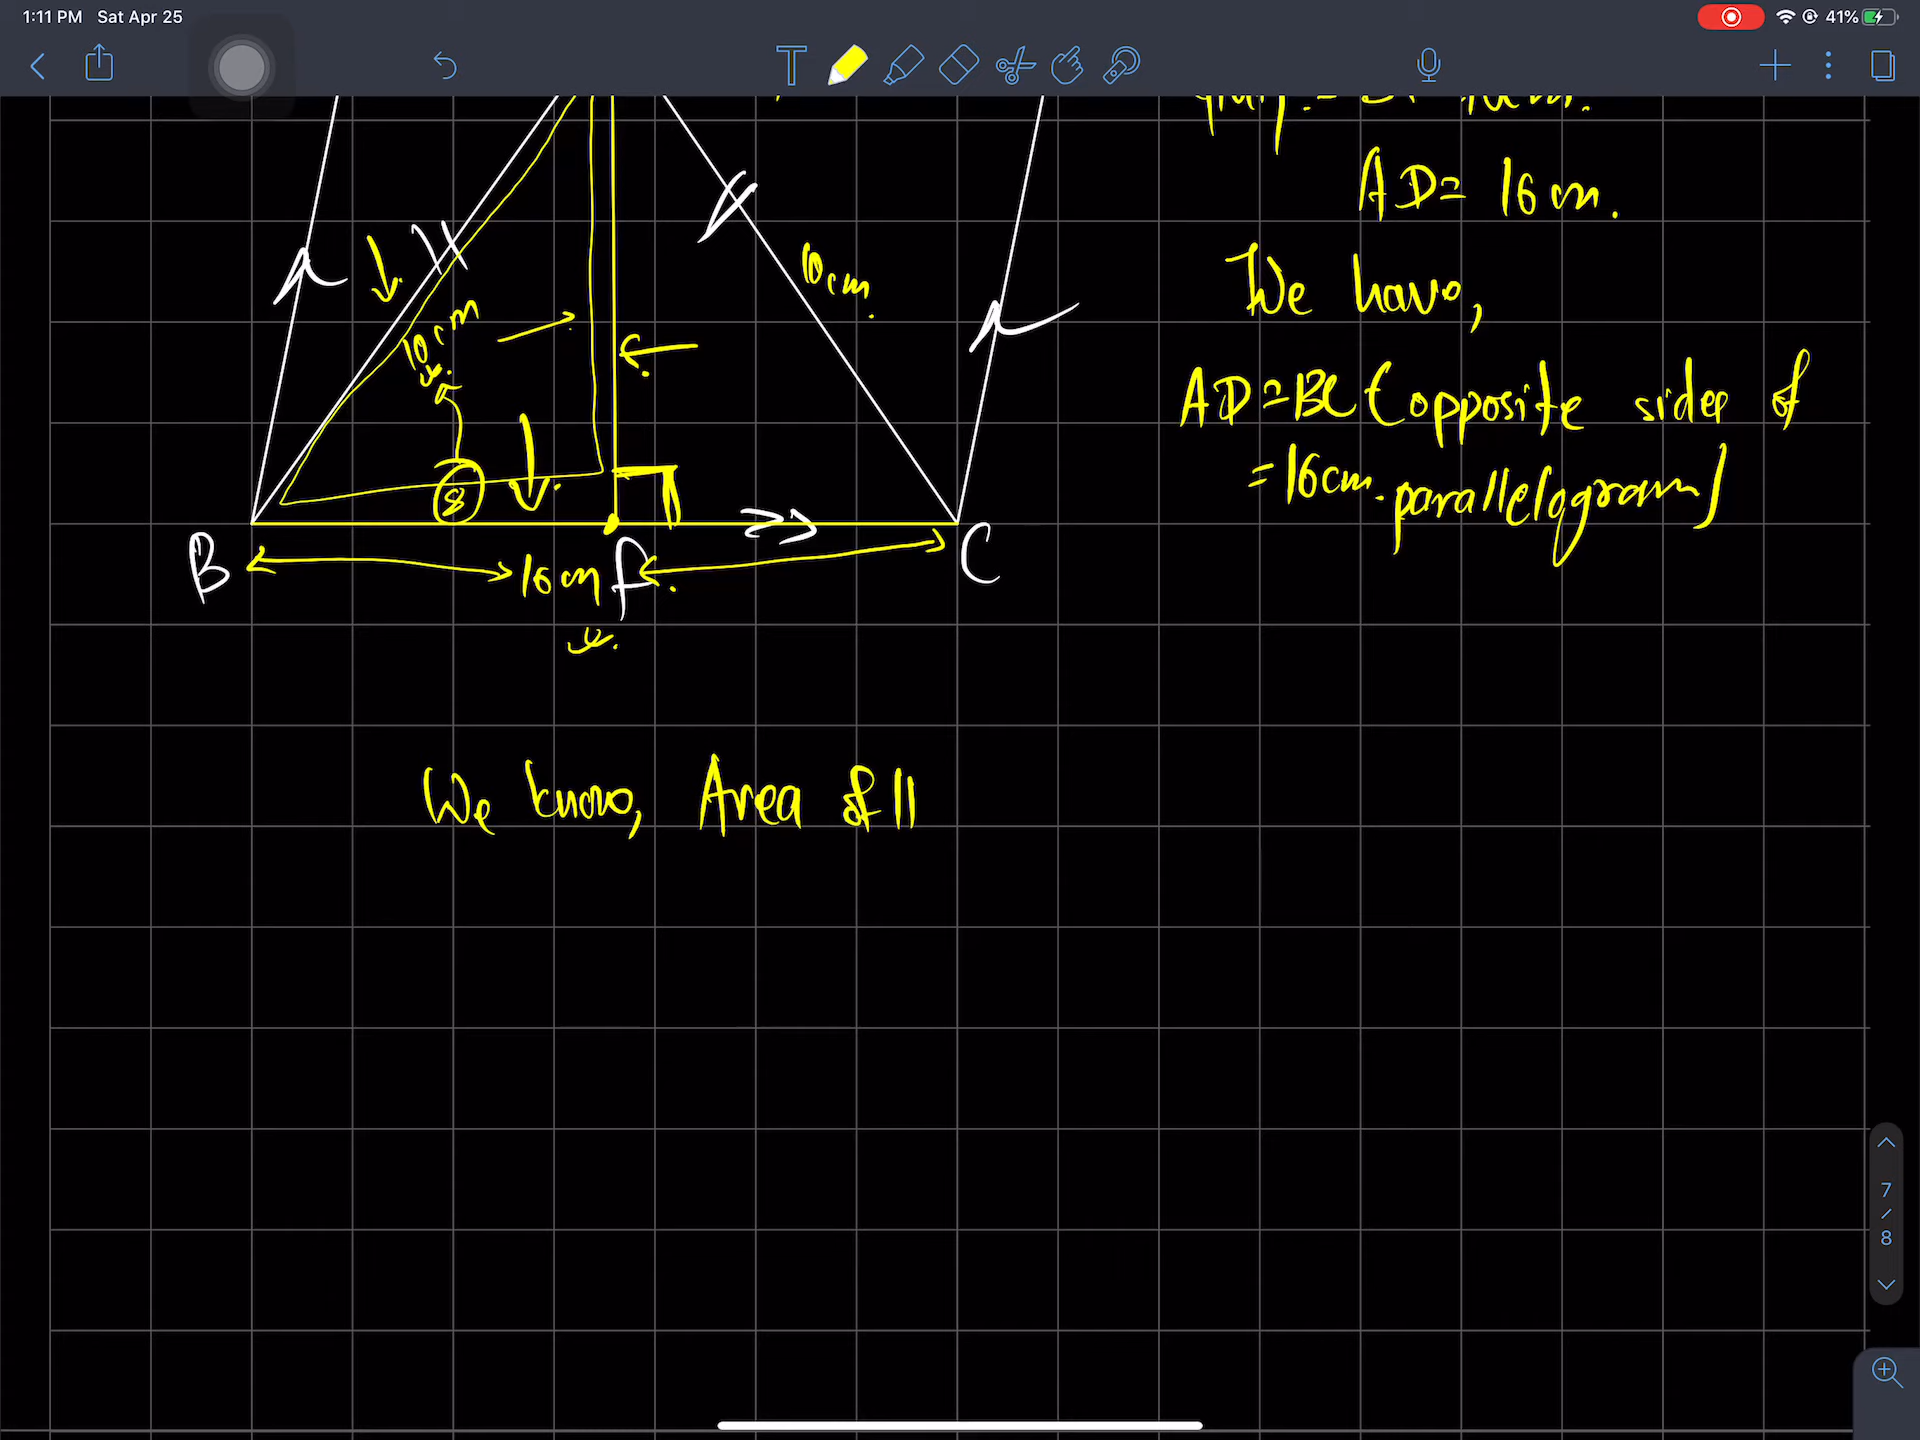 1:11 PM Sat Apr 25
41%
AD= 16 cm.
We have,
10cm.
10cm
AD=BC (opposite sides of
=16cm. parallelogram)
8
B
16cm
F
C
We know, Area of ||
7
/
8